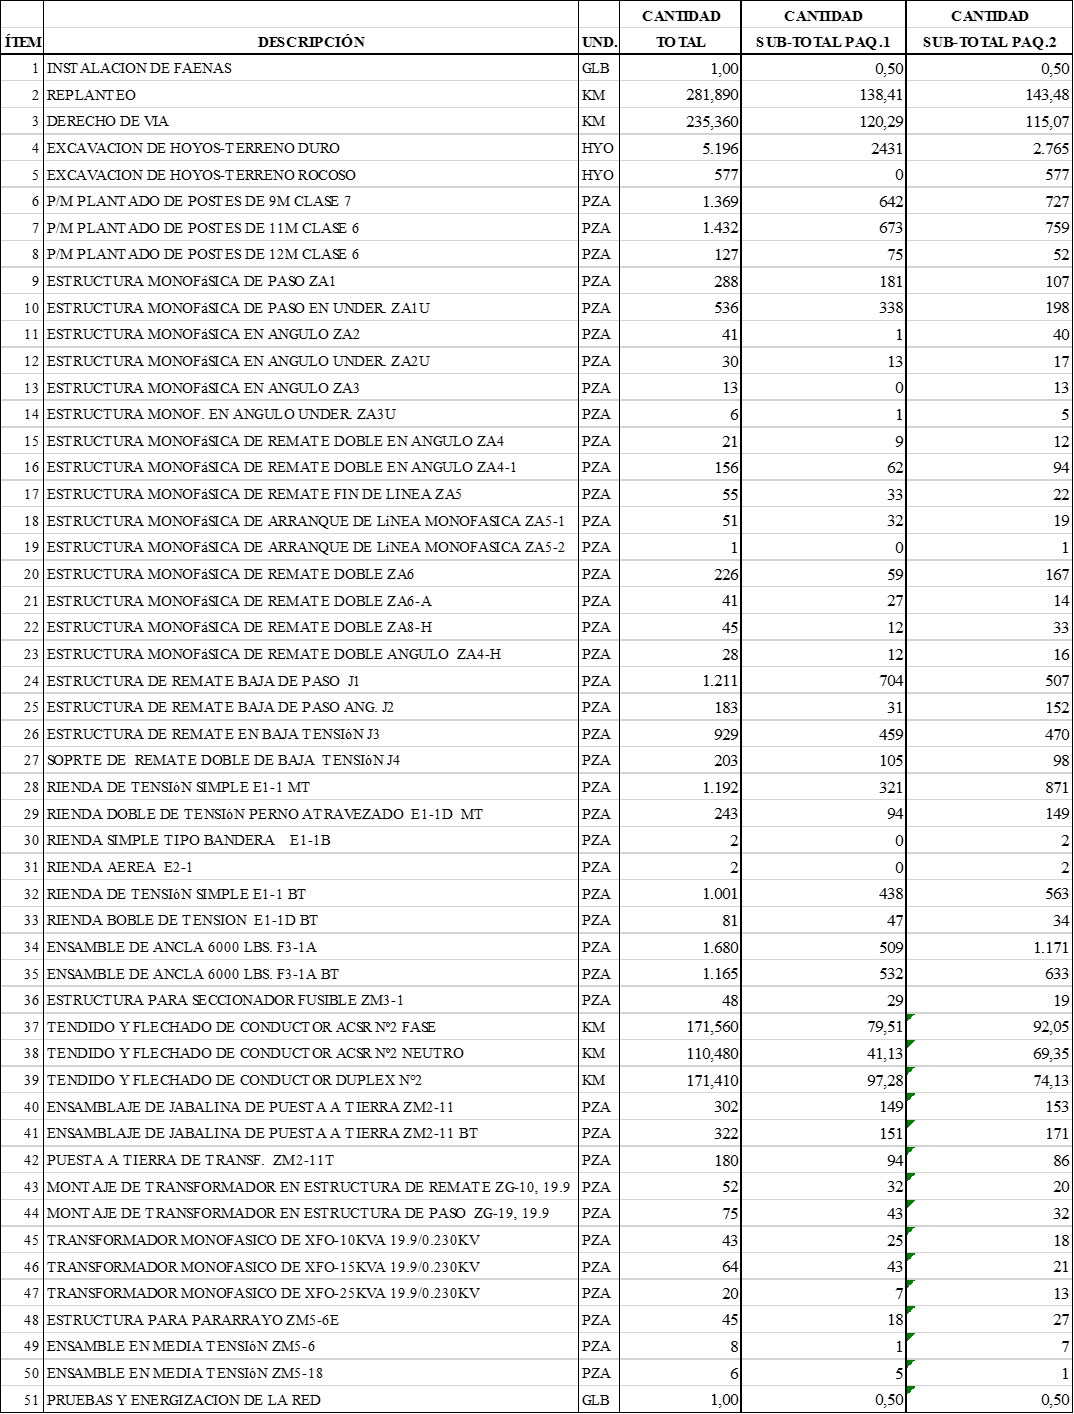 CANTIDAD CANTIDAD CANTIDAD
ÍTEM DESCRIPCIÓN UND. TOTAL SUB-TOTAL PAQ.1 SUB-TOTAL PAQ.2
1 INSTALACION DE FAENAS GLB 1,00 0,50 0,50
2 REPLANTEO KM 281,890 138,41 143,48
3 DERECHO DE VIA KM 235,360 120,29 115,07
4 EXCAVACION DE HOYOS-TERRENO DURO HYO 5.196 2431 2.765
5 EXCAVACION DE HOYOS-TERRENO ROCOSO HYO 577 0 577
6 P/M PLANTADO DE POSTES DE 9M CLASE 7 PZA 1.369 642 727
7 P/M PLANTADO DE POSTES DE 11M CLASE 6 PZA 1.432 673 759
8 P/M PLANTADO DE POSTES DE 12M CLASE 6 PZA 127 75 52
9 ESTRUCTURA MONOFáSICA DE PASO ZA1 PZA 288 181 107
10 ESTRUCTURA MONOFáSICA DE PASO EN UNDER. ZA1U PZA 536 338 198
11 ESTRUCTURA MONOFáSICA EN ANGULO ZA2 PZA 41 1 40
12 ESTRUCTURA MONOFáSICA EN ANGULO UNDER. ZA2U PZA 30 13 17
13 ESTRUCTURA MONOFáSICA EN ANGULO ZA3 PZA 13 0 13
14 ESTRUCTURA MONOF. EN ANGULO UNDER. ZA3U PZA 6 1 5
15 ESTRUCTURA MONOFáSICA DE REMATE DOBLE EN ANGULO ZA4 PZA 21 9 12
16 ESTRUCTURA MONOFáSICA DE REMATE DOBLE EN ANGULO ZA4-1 PZA 156 62 94
17 ESTRUCTURA MONOFáSICA DE REMATE FIN DE LINEA ZA5 PZA 55 33 22
18 ESTRUCTURA MONOFáSICA DE ARRANQUE DE LíNEA MONOFASICA ZA5-1 PZA 51 32 19
19 ESTRUCTURA MONOFáSICA DE ARRANQUE DE LíNEA MONOFASICA ZA5-2 PZA 1 0 1
20 ESTRUCTURA MONOFáSICA DE REMATE DOBLE ZA6 PZA 226 59 167
21 ESTRUCTURA MONOFáSICA DE REMATE DOBLE ZA6-A PZA 41 27 14
22 ESTRUCTURA MONOFáSICA DE REMATE DOBLE ZA8-H PZA 45 12 33
23 ESTRUCTURA MONOFáSICA DE REMATE DOBLE ANGULO ZA4-H PZA 28 12 16
24 ESTRUCTURA DE REMATE BAJA DE PASO J1 PZA 1.211 704 507
25 ESTRUCTURA DE REMATE BAJA DE PASO ANG. J2 PZA 183 31 152
26 ESTRUCTURA DE REMATE EN BAJA TENSIóN J3 PZA 929 459 470
27 SOPRTE DE REMATE DOBLE DE BAJA TENSIóN J4 PZA 203 105 98
28 RIENDA DE TENSIóN SIMPLE E1-1 MT PZA 1.192 321 871
29 RIENDA DOBLE DE TENSIóN PERNO ATRAVEZADO E1-1D MT PZA 243 94 149
30 RIENDA SIMPLE TIPO BANDERA E1-1B PZA 2 0 2
31 RIENDA AEREA E2-1 PZA 2 0 2
32 RIENDA DE TENSIóN SIMPLE E1-1 BT PZA 1.001 438 563
33 RIENDA BOBLE DE TENSION E1-1D BT PZA 81 47 34
34 ENSAMBLE DE ANCLA 6000 LBS. F3-1A PZA 1.680 509 1.171
35 ENSAMBLE DE ANCLA 6000 LBS. F3-1A BT PZA 1.165 532 633
36 ESTRUCTURA PARA SECCIONADOR FUSIBLE ZM3-1 PZA 48 29 19
37 TENDIDO Y FLECHADO DE CONDUCTOR ACSR Nº2 FASE KM 171,560 79,51 92,05
38 TENDIDO Y FLECHADO DE CONDUCTOR ACSR Nº2 NEUTRO KM 110,480 41,13 69,35
39 TENDIDO Y FLECHADO DE CONDUCTOR DUPLEX N°2 KM 171,410 97,28 74,13
40 ENSAMBLAJE DE JABALINA DE PUESTA A TIERRA ZM2-11 PZA 302 149 153
41 ENSAMBLAJE DE JABALINA DE PUESTA A TIERRA ZM2-11 BT PZA 322 151 171
42 PUESTA A TIERRA DE TRANSF. ZM2-11T PZA 180 94 86
43 MONTAJE DE TRANSFORMADOR EN ESTRUCTURA DE REMATE ZG-10, 19.9 PZA 52 32 20
44 MONTAJE DE TRANSFORMADOR EN ESTRUCTURA DE PASO ZG-19, 19.9 PZA 75 43 32
45 TRANSFORMADOR MONOFASICO DE XFO-10KVA 19.9/0.230KV PZA 43 25 18
46 TRANSFORMADOR MONOFASICO DE XFO-15KVA 19.9/0.230KV PZA 64 43 21
47 TRANSFORMADOR MONOFASICO DE XFO-25KVA 19.9/0.230KV PZA 20 7 13
48 ESTRUCTURA PARA PARARRAYO ZM5-6E PZA 45 18 27
49 ENSAMBLE EN MEDIA TENSIóN ZM5-6 PZA 8 1 7
50 ENSAMBLE EN MEDIA TENSIóN ZM5-18 PZA 6 5 1
51 PRUEBAS Y ENERGIZACION DE LA RED GLB 1,00 0,50 0,50